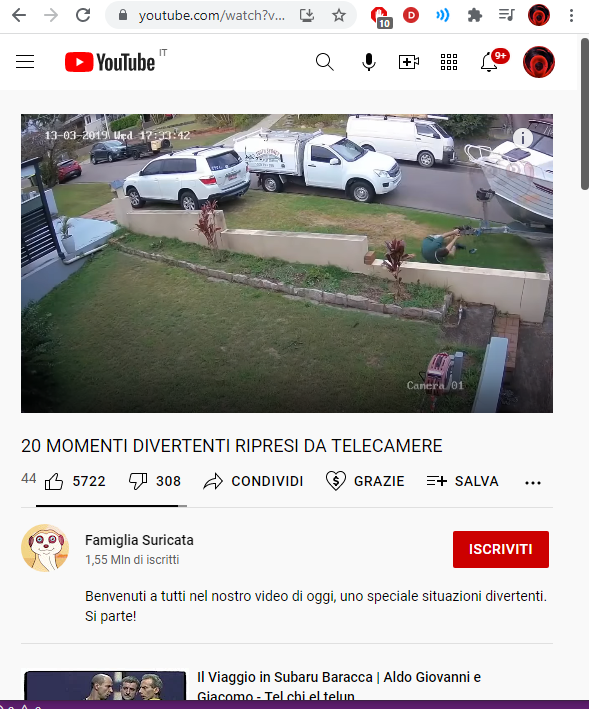 youtube.com/watch?v...
10
D
YouTube IT
9+
13-03-2019 Wed 17:33:42
Camera 01
20 MOMENTI DIVERTENTI RIPRESI DA TELECAMERE
44 5722 308 CONDIVIDI GRAZIE SALVA
Famiglia Suricata
1,55 Mln di iscritti
ISCRIVITI
Benvenuti a tutti nel nostro video di oggi, uno speciale situazioni divertenti.
Si parte!
Il Viaggio in Subaru Baracca | Aldo Giovanni e
Giacomo - Tel chi el telun